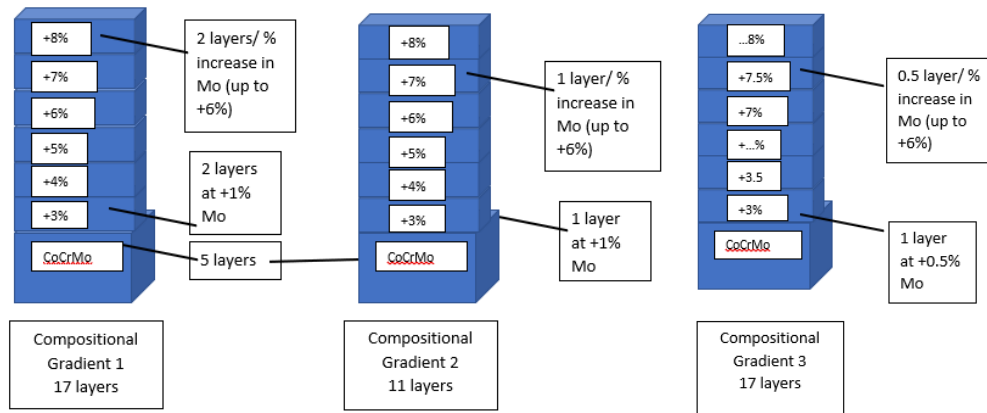 +8%
+7%
+6%
+5%
+4%
+3%
CoCrMo
2 layers/ %
increase in
Mo (up to
+6%)
2 layers
at +1%
Mo
5 layers
Compositional
Gradient 1
17 layers
+8%
+7%
+6%
+5%
+4%
+3%
CoCrMo
1 layer/ %
increase in
Mo (up to
+6%)
1 layer
at +1%
Mo
Compositional
Gradient 2
11 layers
...8%
+7.5%
+7%
+...%
+3.5
+3%
CoCrMo
0.5 layer/ %
increase in
Mo (up to
+6%)
1 layer
at +0.5%
Mo
Compositional
Gradient 3
17 layers